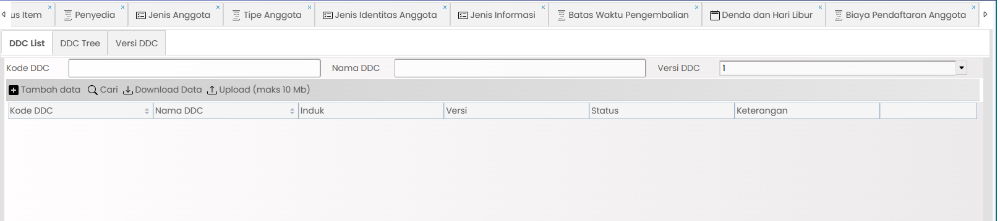 us Item Penyedia Jenis Anggota Tipe Anggota Jenis Identitas Anggota Jenis Informasi Batas Waktu Pengembalian Denda dan Hari Libur Biaya Pendaftaran Anggota
DDC List DDC Tree Versi DDC
Kode DDC Nama DDC Versi DDC 1
Tambah data Cari Download Data Upload (maks 10 Mb)
Kode DDC Nama DDC Induk Versi Status Keterangan